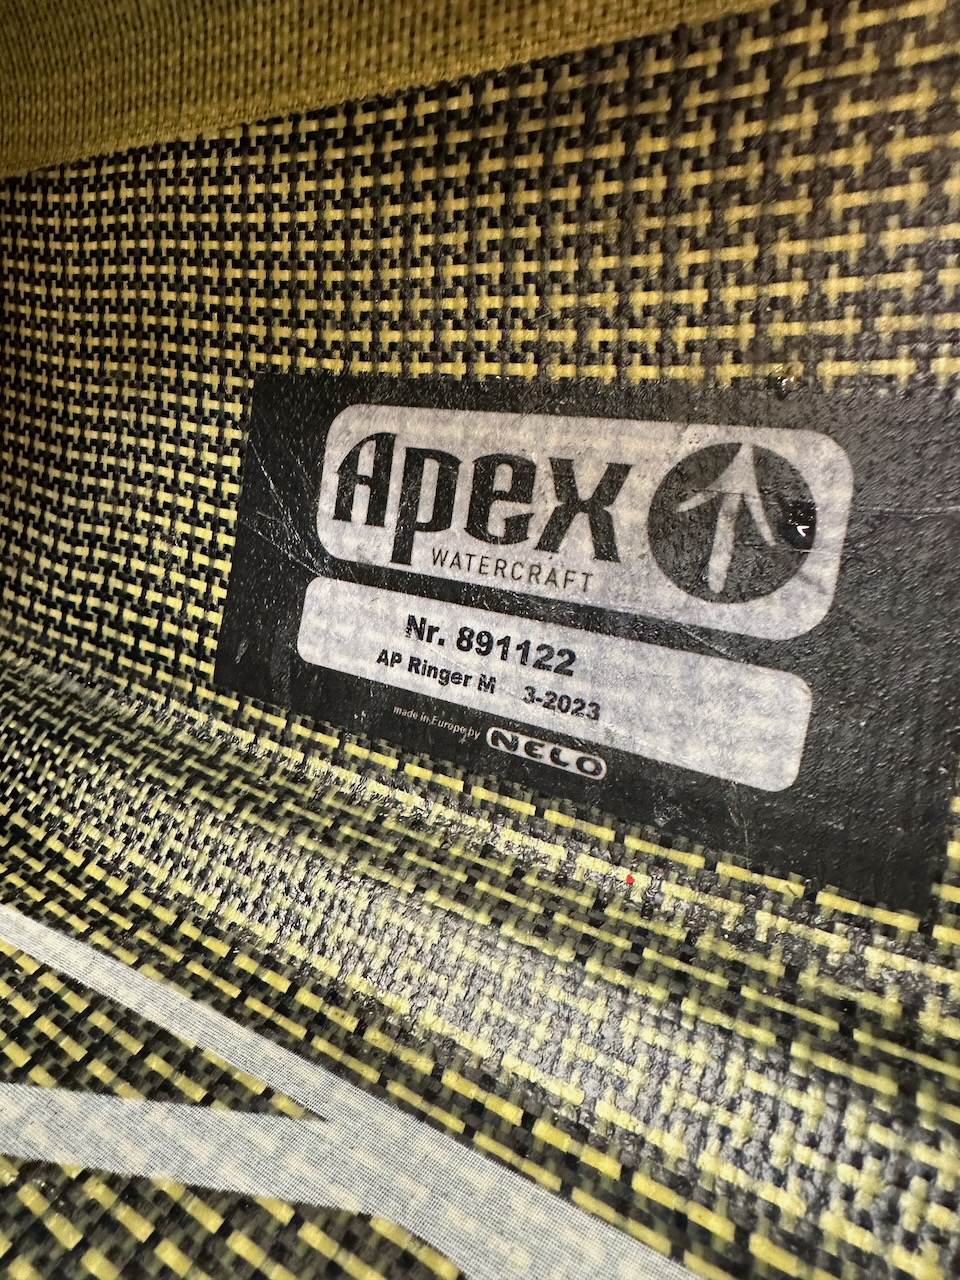 Apex
WATERCRAFT
Nr. 891122
AP Ringer M 3-2023
made in Europe by NELO